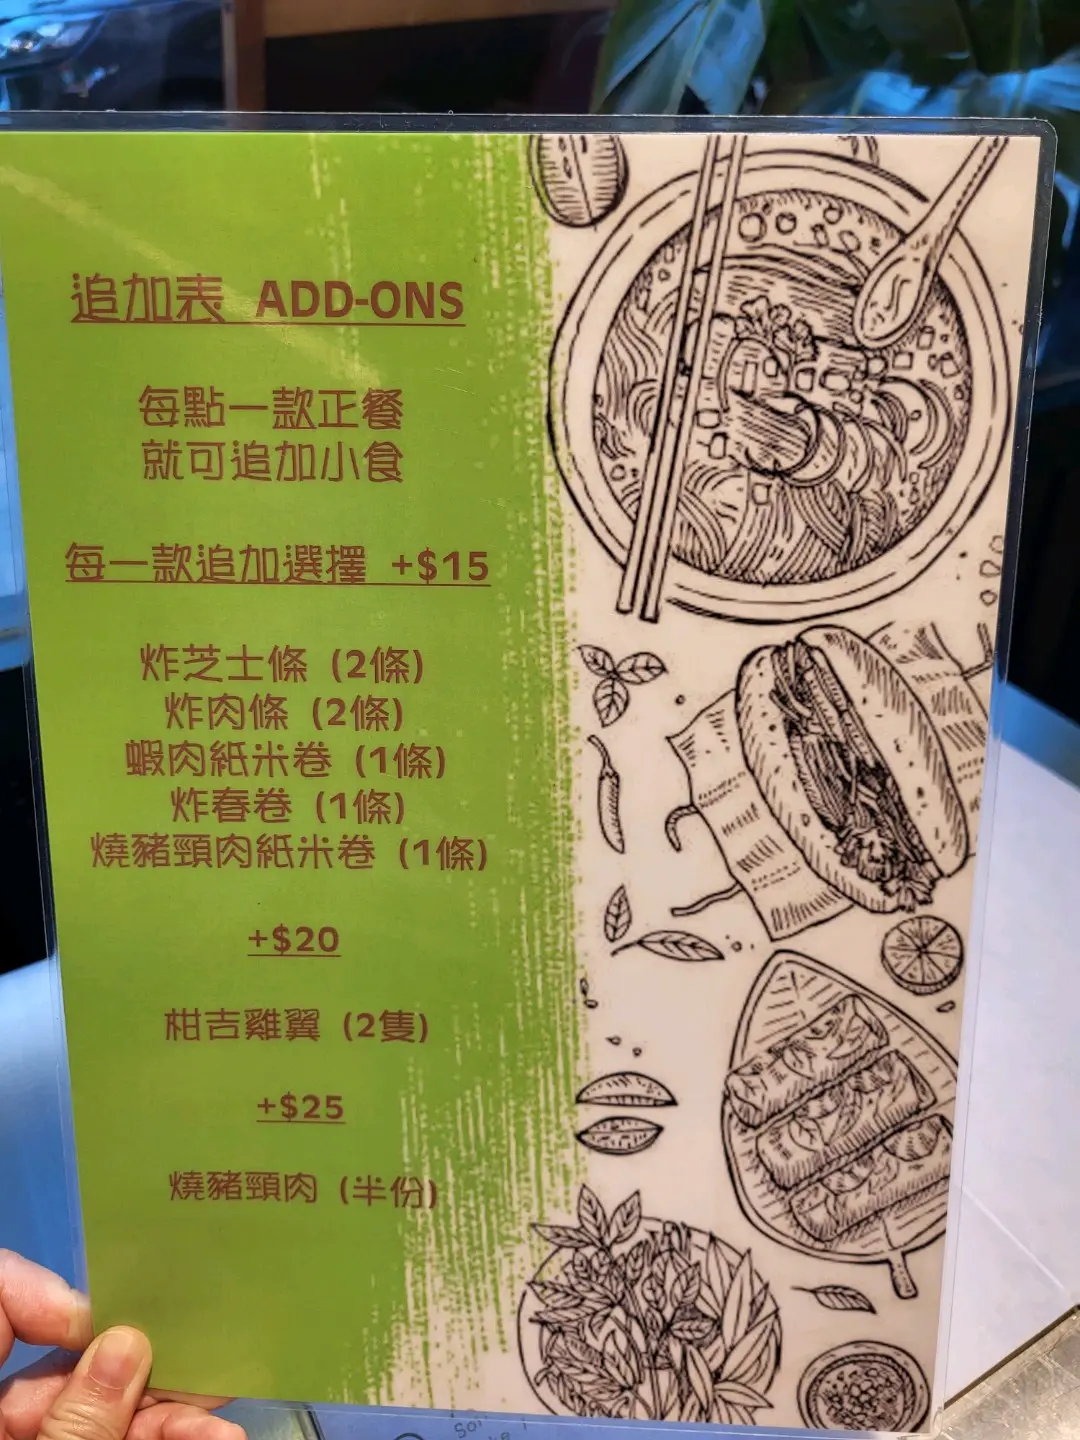 追加表 ADD-ONS
每點一款正餐
就可追加小食
每一款追加選擇 +$15
炸芝士條 (2條)
炸肉條 (2條)
蝦肉紙米卷 (1條)
炸春卷 (1條)
燒豬頸肉紙米卷 (1條)
+$20
柑吉雞翼 (2隻)
+$25
燒豬頸肉 (半份)